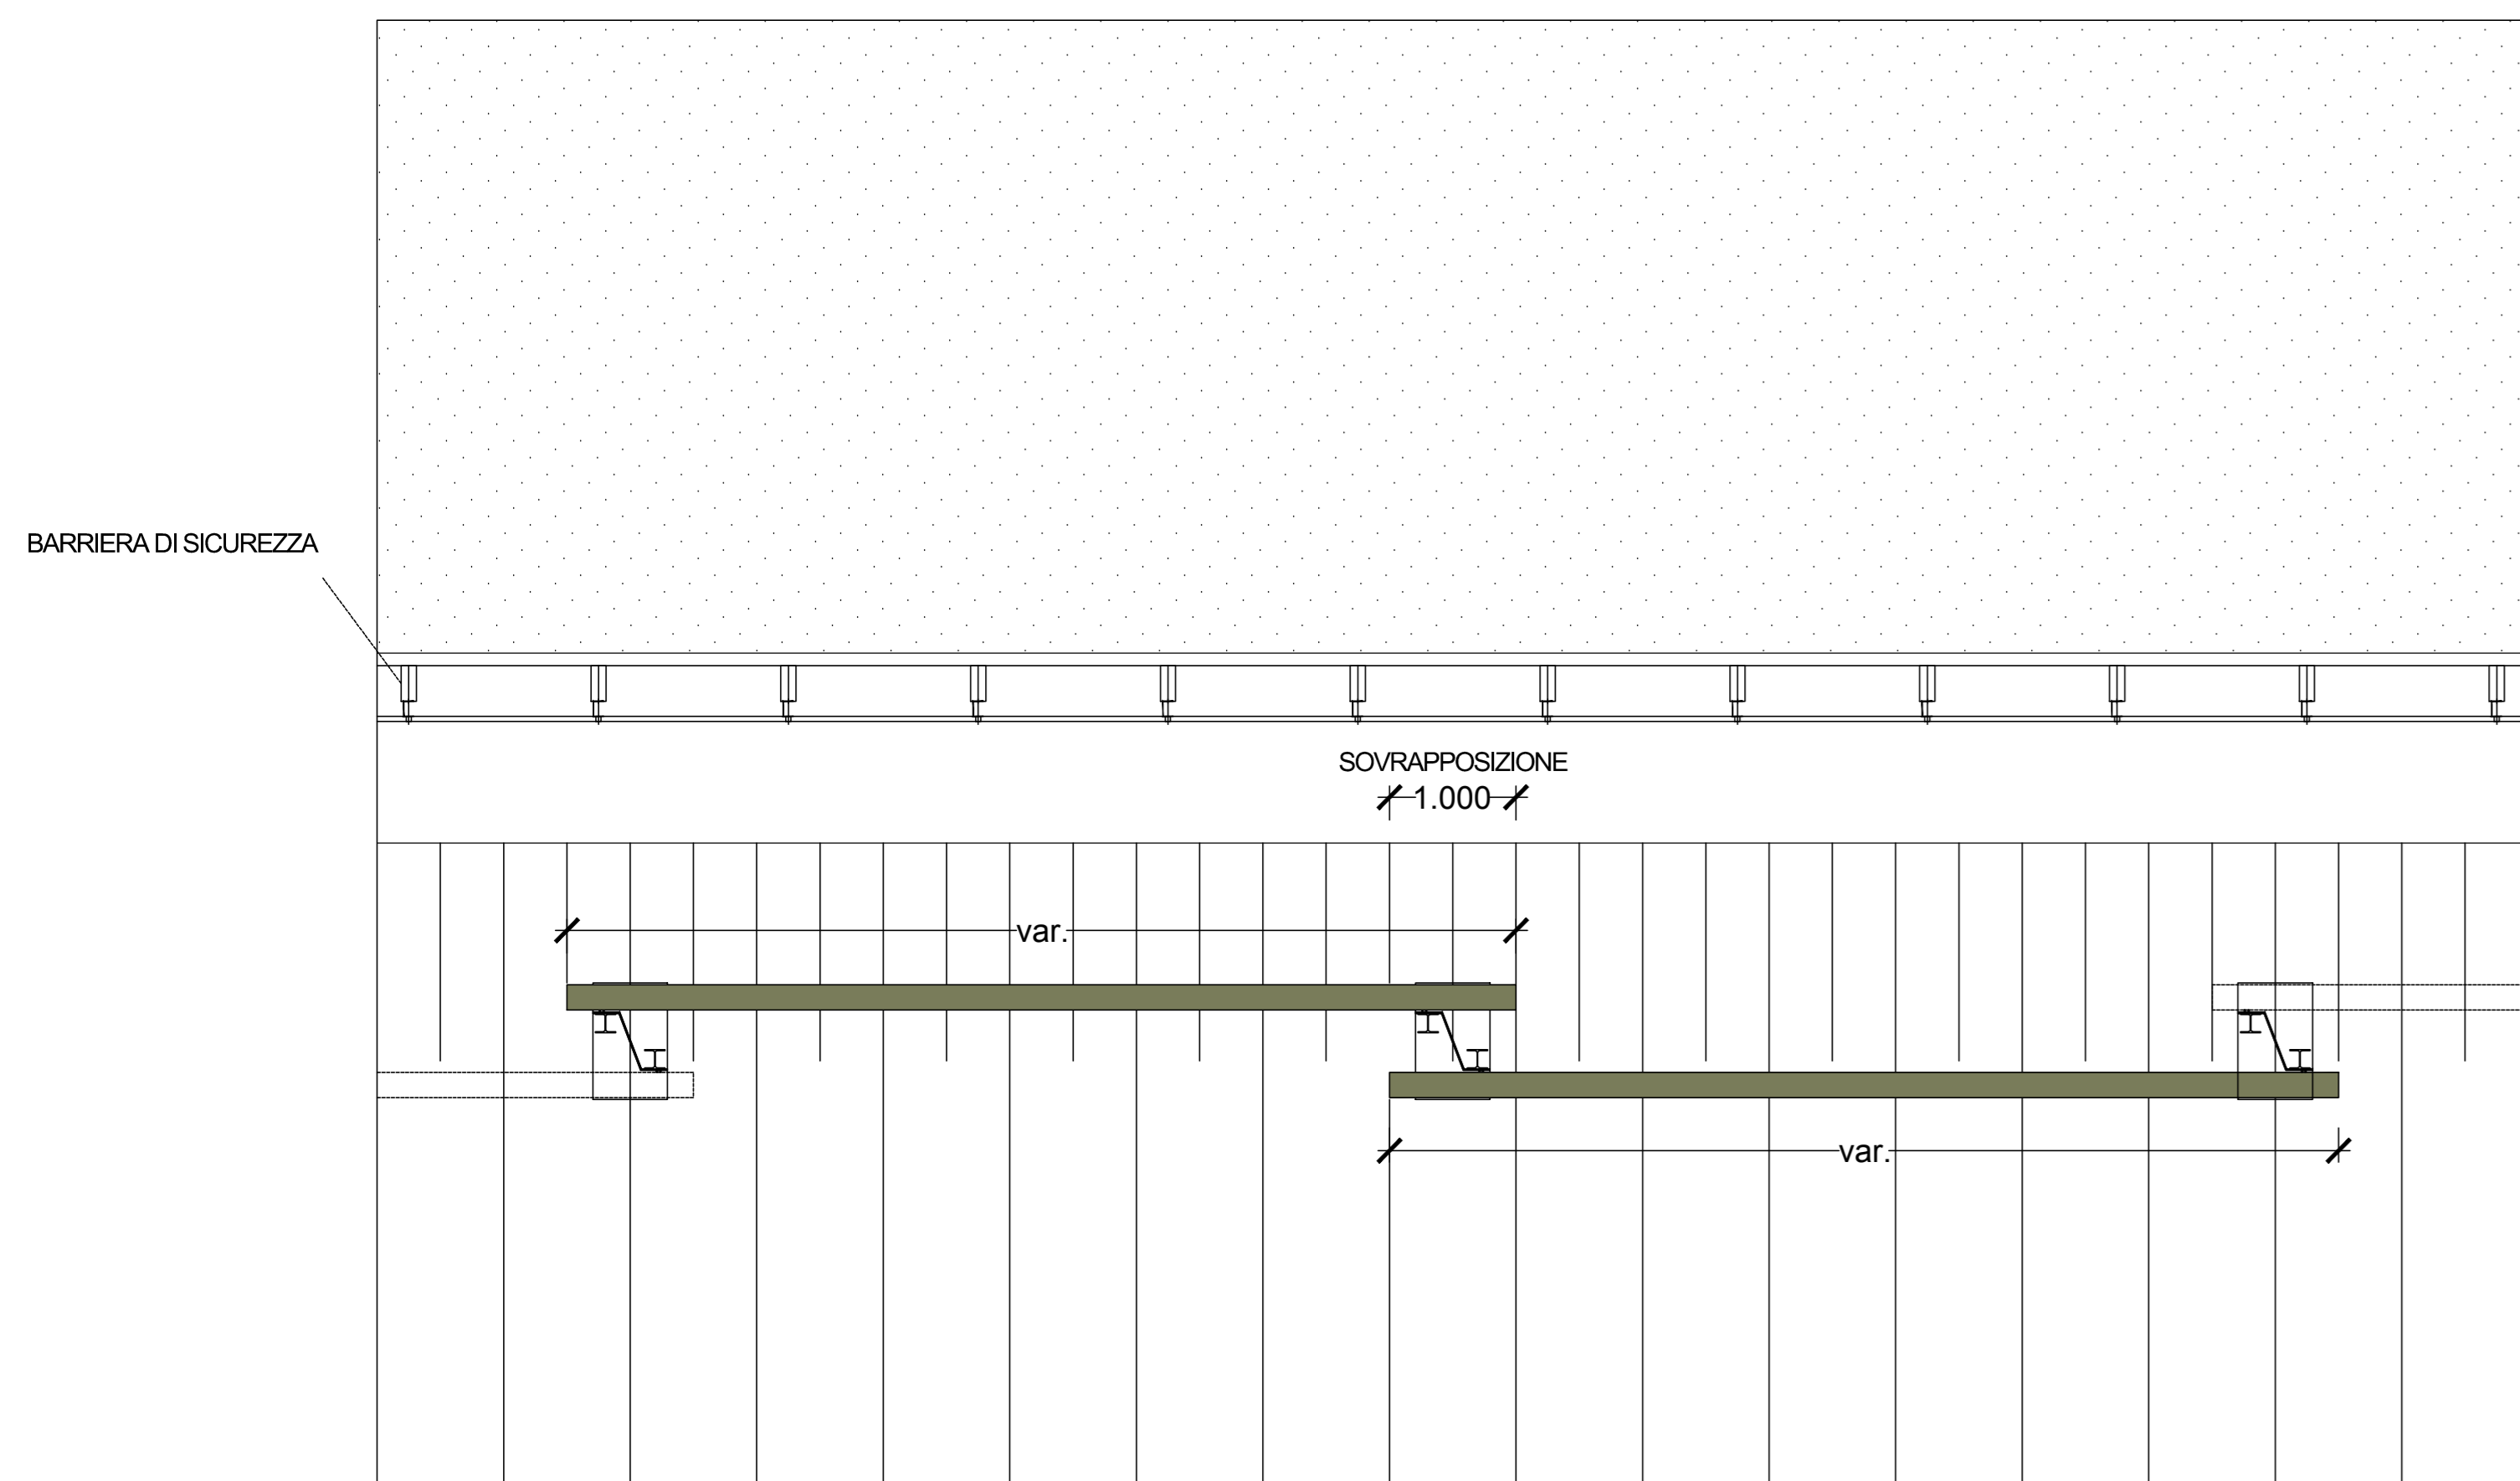 BARRIERA DI SICUREZZA
SOVRAPPOSIZIONE
1.000
var.
var.